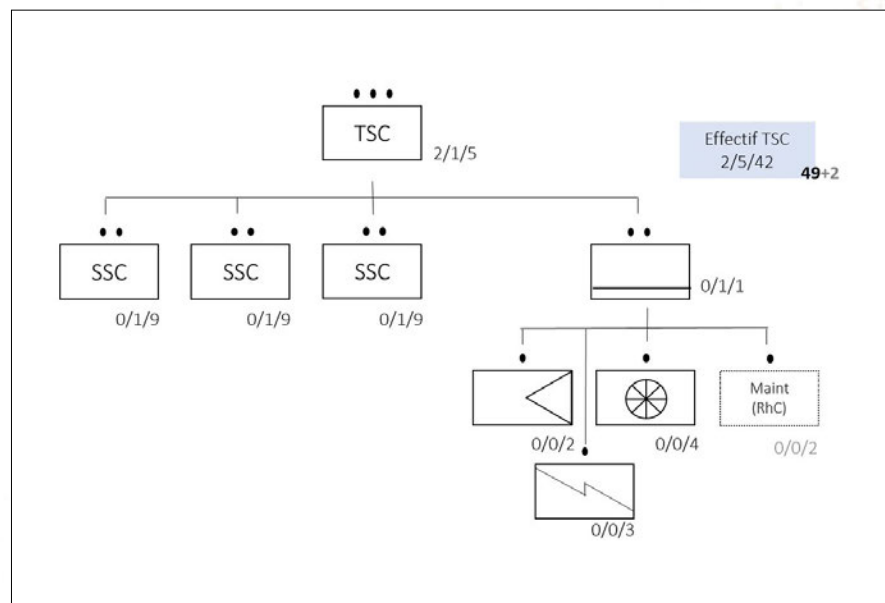 TSC
2/1/5
Effectif TSC
2/5/42
49+2
SSC
SSC
SSC
0/1/1
0/1/9
0/1/9
0/1/9
Maint
(RhC)
0/0/2
0/0/4
0/0/2
0/0/3